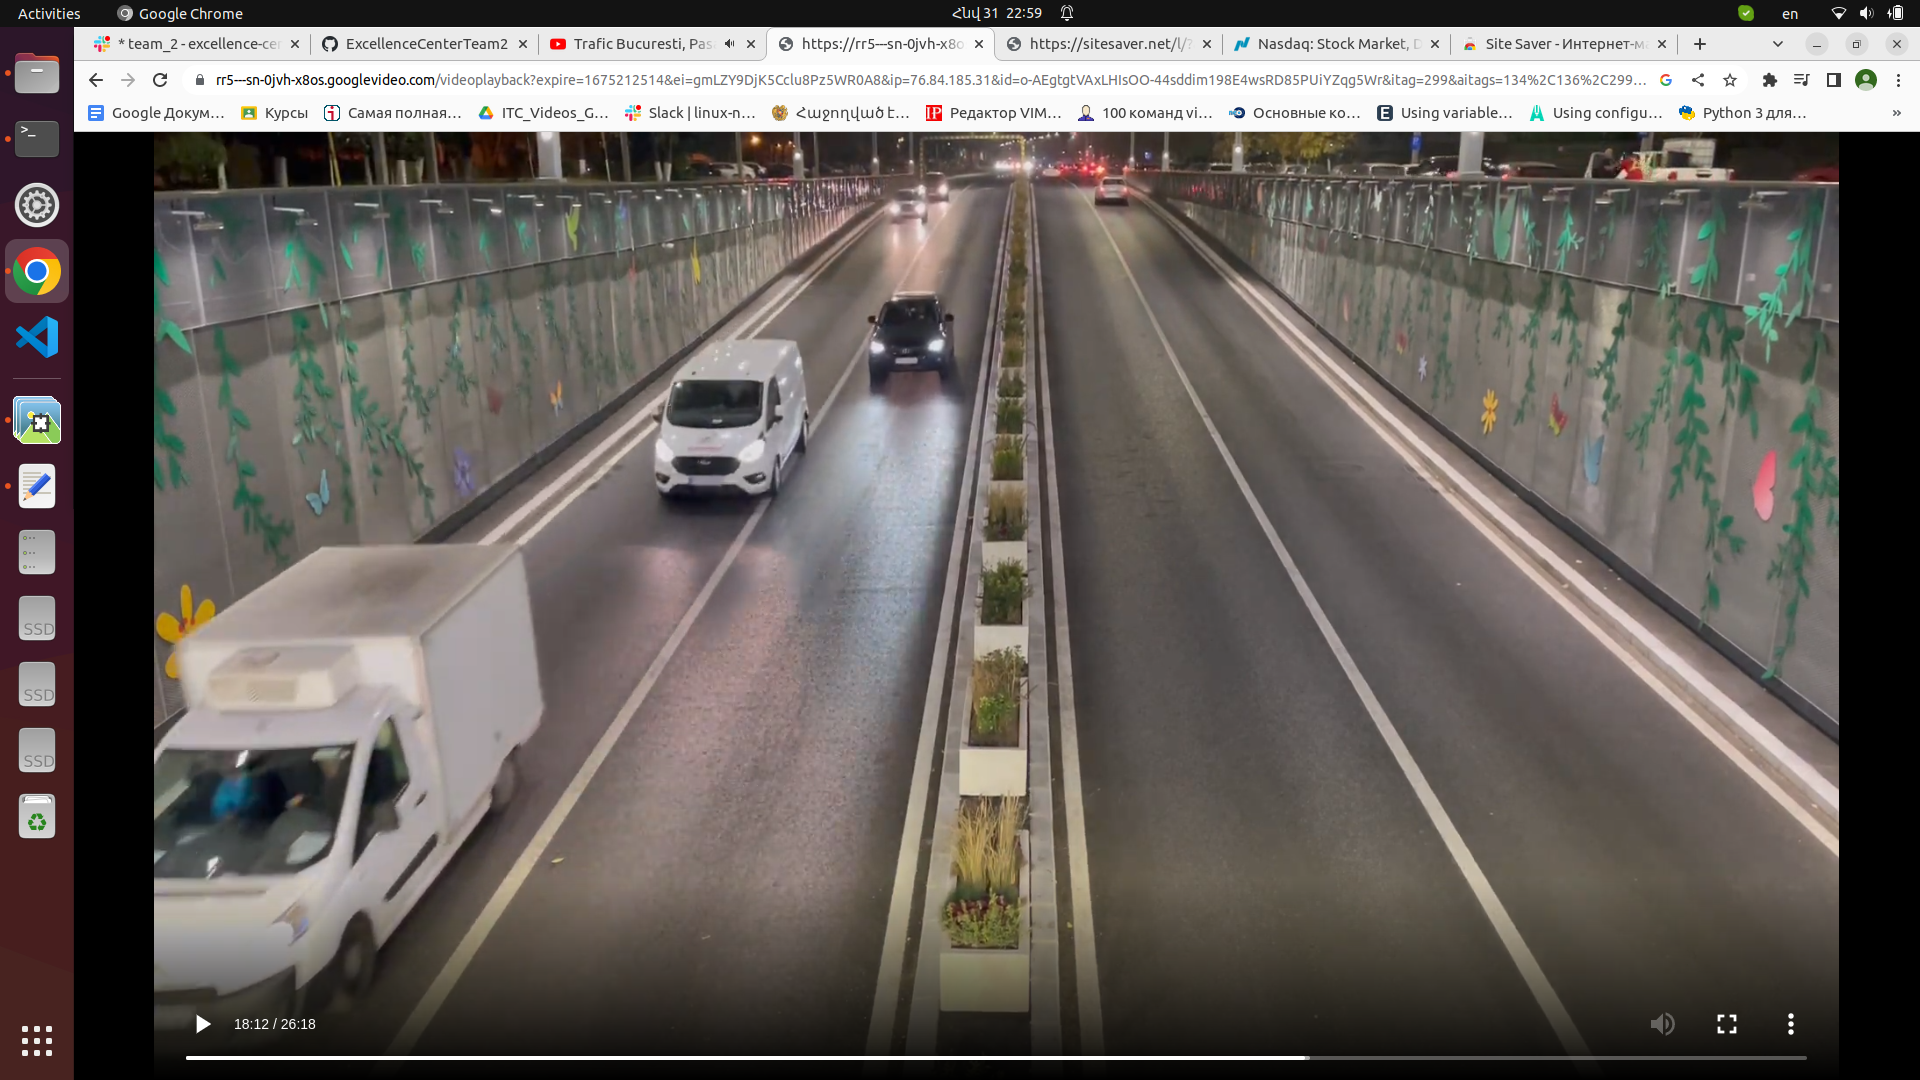 Activities
Google Chrome
Հնվ 31 22:59
en
* team_2 - excellence-ce
ExcellenceCenterTeam2
Trafic Bucuresti, Pas
https://rr5---sn-0jvh-x8o
https://sitesaver.net/l/?
Nasdaq: Stock Market, D
Site Saver - Интернет-м
rr5---sn-0jvh-x8os.googlevideo.com/videoplayback?expire=1675212514&ei=gmLZY9DjK5Cclu8Pz5WR0A8&ip=76.84.185.31&id=o-AEgtgtVAxLHIsOO-44sddim198E4wsRD85PUiYZqg5Wr&itag=299&aitags=134%2C136%2C299...
Google Докум...
Курсы
Самая полная...
ITC_Videos_G...
Slack | linux-n...
Հաջողված է...
Редактор VIM...
100 команд vi...
Основные ко...
Using variable...
Using configu...
Python 3 для...
»
SSD
SSD
SSD
18:12 / 26:18